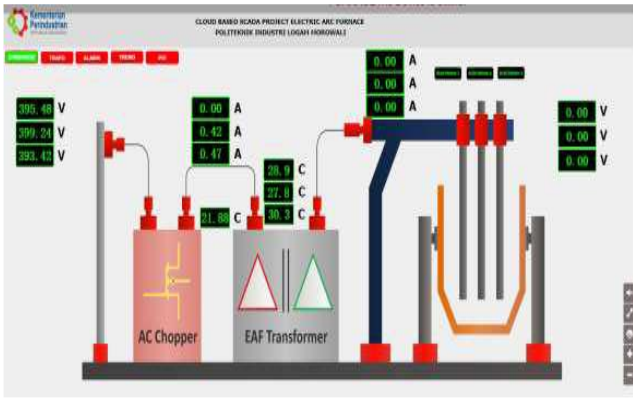 Kementerian
Perindustrian
CLOUD BASED SCADA PROJECT ELECTRIC ARC FURNACE
POLITEKNIK INDUSTRI LOGAM MOROWALI
TRAFO
ALARM
TREND
395.48 V
399.24 V
393.42 V
0.00 A
0.42 A
0.47 A
28.9 C
27.8 C
30.3 C
21.88 C
0.00 A
0.00 A
0.00 A
0.00 V
0.00 V
0.00 V
AC Chopper
EAF Transformer